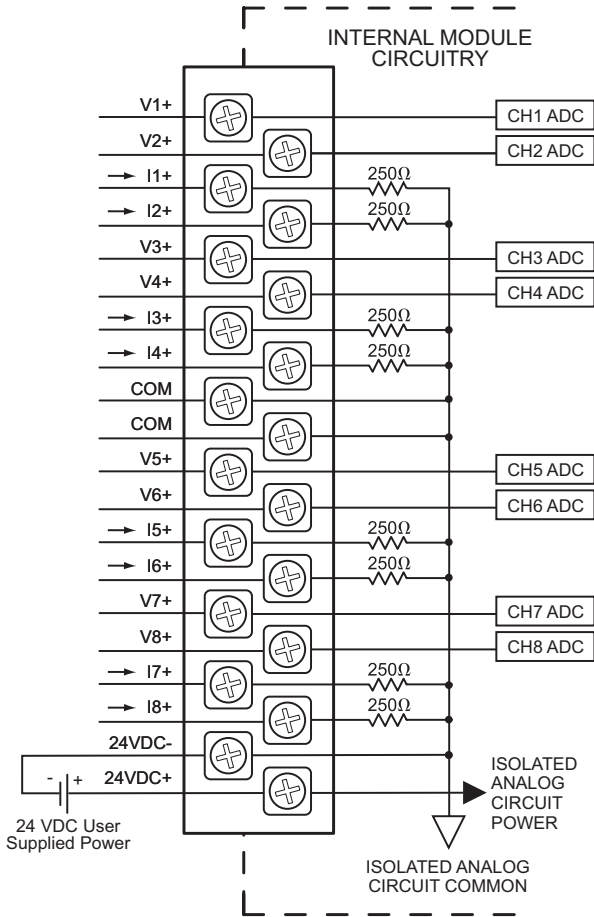 INTERNAL MODULE
CIRCUITRY
V1+
CH1 ADC
V2+
CH2 ADC
→ I1+
250Ω
→ I2+
250Ω
V3+
CH3 ADC
V4+
CH4 ADC
→ I3+
250Ω
→ I4+
250Ω
COM
COM
V5+
CH5 ADC
V6+
CH6 ADC
→ I5+
250Ω
→ I6+
250Ω
V7+
CH7 ADC
V8+
CH8 ADC
→ I7+
250Ω
→ I8+
250Ω
24VDC-
- + 24VDC+
24 VDC User
Supplied Power
ISOLATED
ANALOG
CIRCUIT
POWER
ISOLATED ANALOG
CIRCUIT COMMON